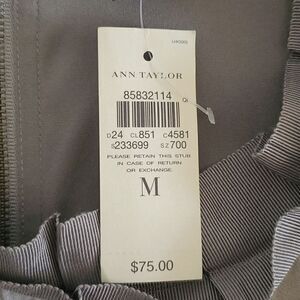 ANN TAYLOR
85832114
D24 CL851 C4581
S233699 SZ700
PLEASE RETAIN THIS STUB
IN CASE OF RETURN
OR EXCHANGE
M
$75.00